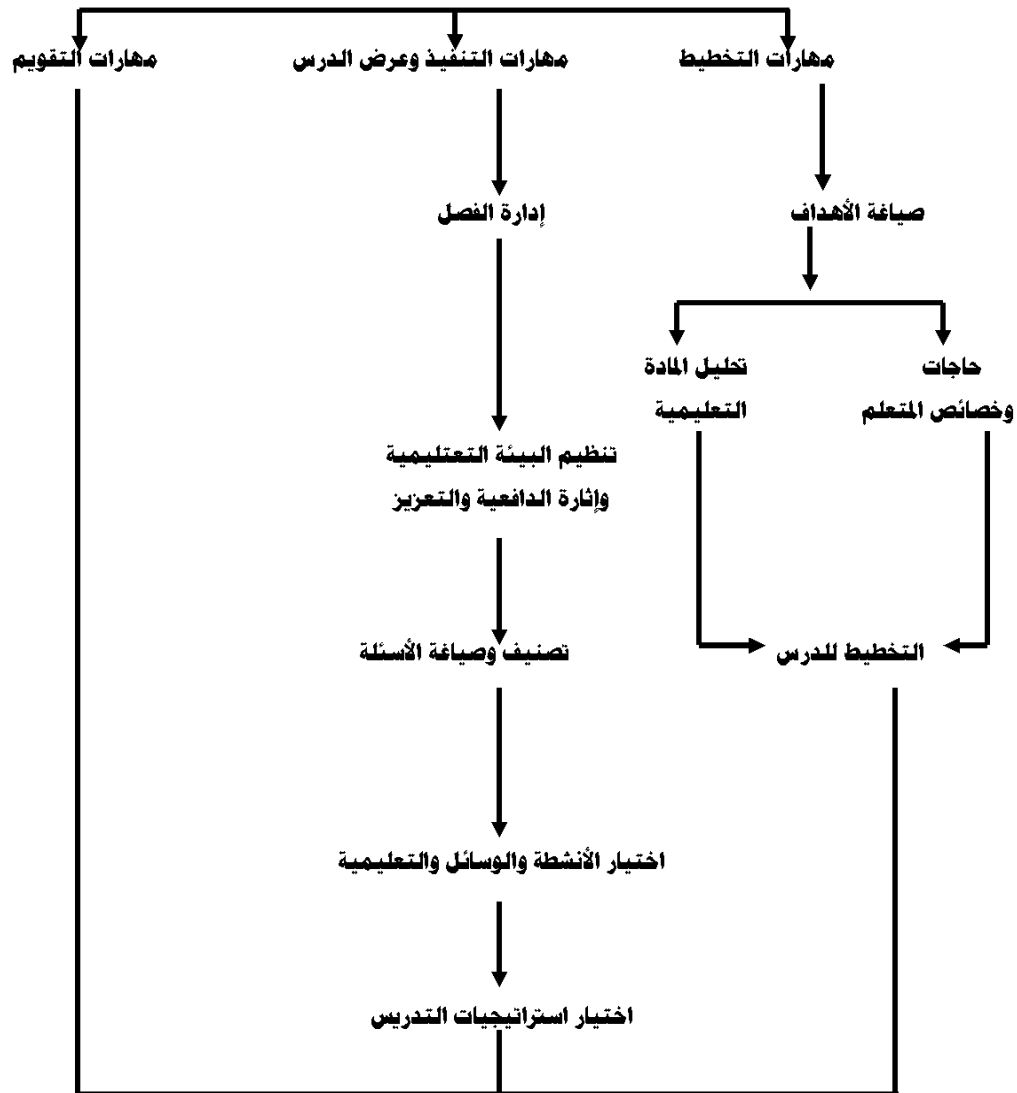 مهارات التخطيط
مهارات التنفيذ وعرض الدرس
مهارات التقويم
صياغة الأهداف
إدارة الفصل
حاجات
وخصائص المتعلم
تحليل المادة
التعليمية
تنظيم البيئة التعتليمية
وإثارة الدافعية والتعزيز
التخطيط للدرس
تصنيف وصياغة الأسئلة
اختيار الأنشطة والوسائل والتعليمية
اختيار استراتيجيات التدريس